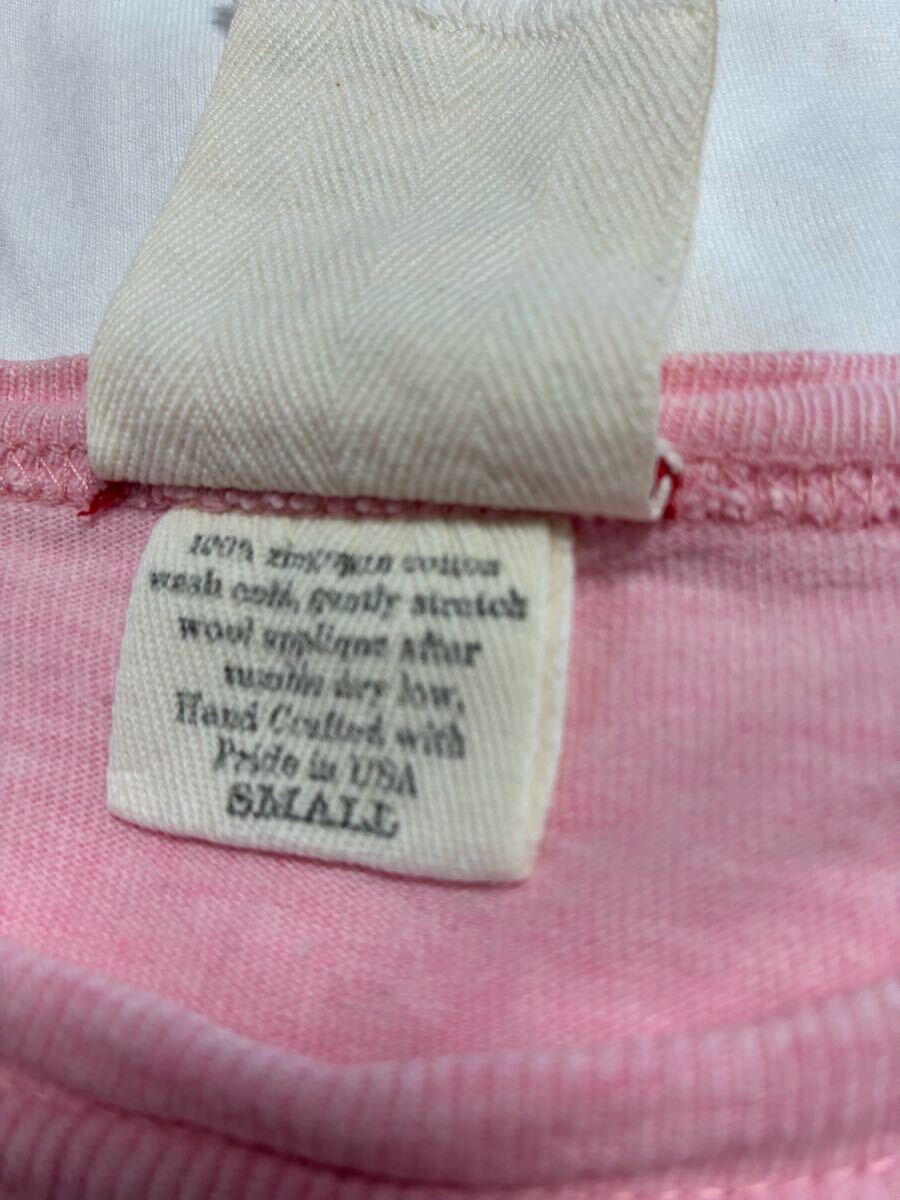 100% ringspun cotton
wash cold, gently stretch
wool applique after
tumble dry low,
Hand Crafted with
Pride in USA
SMALL